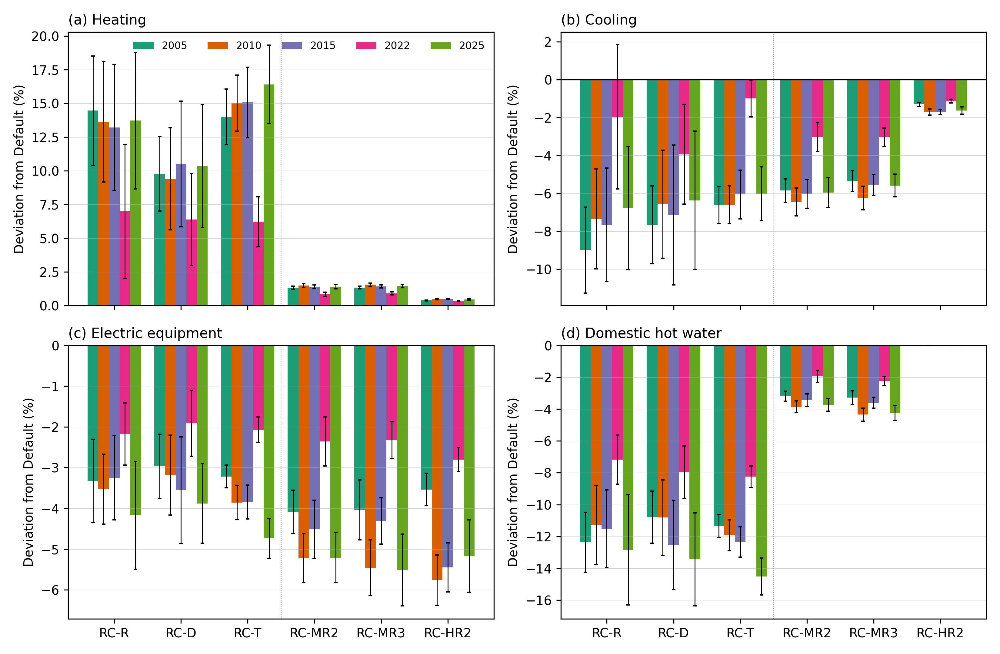 (a) Heating
20.0
17.5
15.0
12.5
10.0
7.5
5.0
2.5
0.0
Deviation from Default (%)
2005 2010 2015 2022 2025
(b) Cooling
2
0
−2
−4
−6
−8
−10
Deviation from Default (%)
(c) Electric equipment
0
−1
−2
−3
−4
−5
−6
Deviation from Default (%)
RC-R RC-D RC-T RC-MR2 RC-MR3 RC-HR2
(d) Domestic hot water
0
−2
−4
−6
−8
−10
−12
−14
−16
Deviation from Default (%)
RC-R RC-D RC-T RC-MR2 RC-MR3 RC-HR2